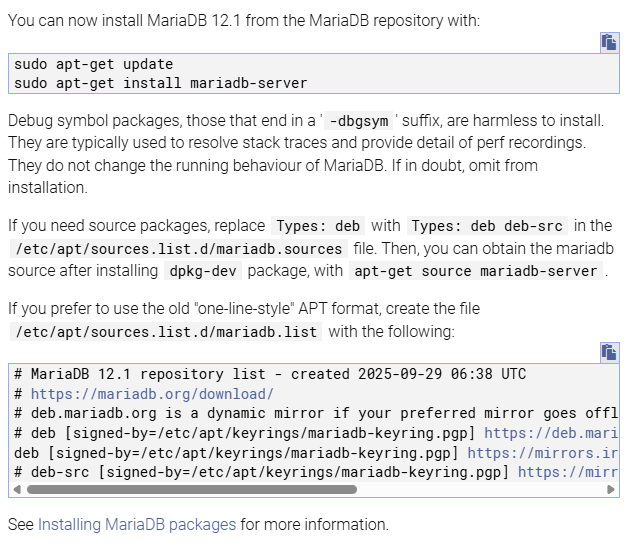 You can now install MariaDB 12.1 from the MariaDB repository with:
sudo apt-get update
sudo apt-get install mariadb-server
Debug symbol packages, those that end in a ' -dbgsym ' suffix, are harmless to install.
They are typically used to resolve stack traces and provide detail of perf recordings.
They do not change the running behaviour of MariaDB. If in doubt, omit from
installation.
If you need source packages, replace Types: deb with Types: deb deb-src in the
/etc/apt/sources.list.d/mariadb.sources file. Then, you can obtain the mariadb
source after installing dpkg-dev package, with apt-get source mariadb-server .
If you prefer to use the old "one-line-style" APT format, create the file
/etc/apt/sources.list.d/mariadb.list with the following:
# MariaDB 12.1 repository list - created 2025-09-29 06:38 UTC
# https://mariadb.org/download/
# deb.mariadb.org is a dynamic mirror if your preferred mirror goes offl
# deb [signed-by=/etc/apt/keyrings/mariadb-keyring.pgp] https://deb.mari
deb [signed-by=/etc/apt/keyrings/mariadb-keyring.pgp] https://mirrors.ir
# deb-src [signed-by=/etc/apt/keyrings/mariadb-keyring.pgp] https://mirr
See Installing MariaDB packages for more information.